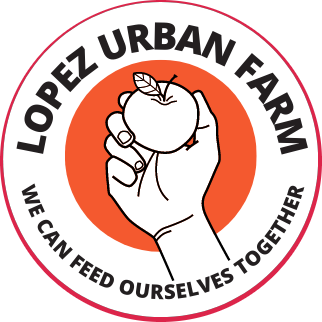 LOPEZ URBAN FARM
WE CAN FEED OURSELVES TOGETHER